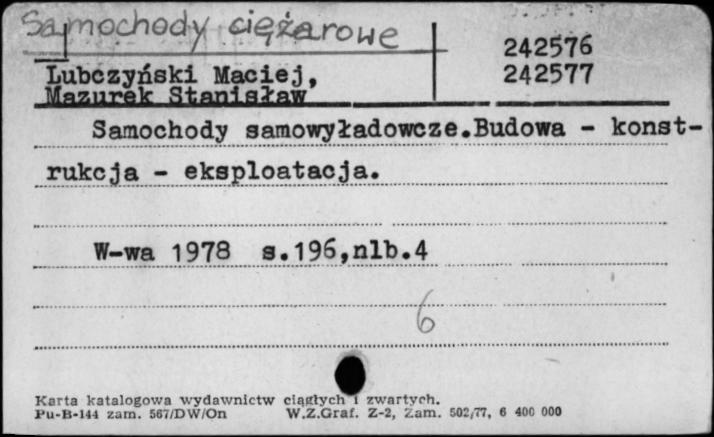 Samochody ciężarowe
242576
Łubczyński Maciej,
242577
Mazurek Stanisław
Samochody samowyładowcze.Budowa - konst-
rukcja - eksploatacja.
W-wa 1978 s.196,nlb.4
6
Karta katalogowa wydawnictw ciągłych i zwartych.
Pu-B-144 zam. 567/DW/On W.Z.Graf. Z-2, Zam. 502/77, 6 400 000